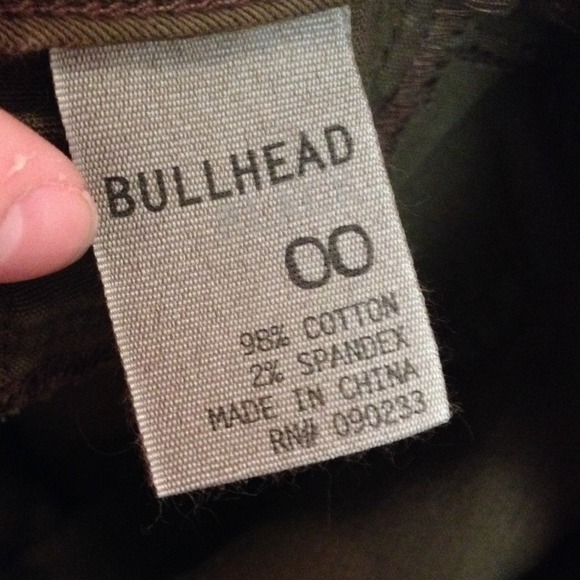 BULLHEAD
00
98% COTTON
2% SPANDEX
MADE IN CHINA
RN# 090233